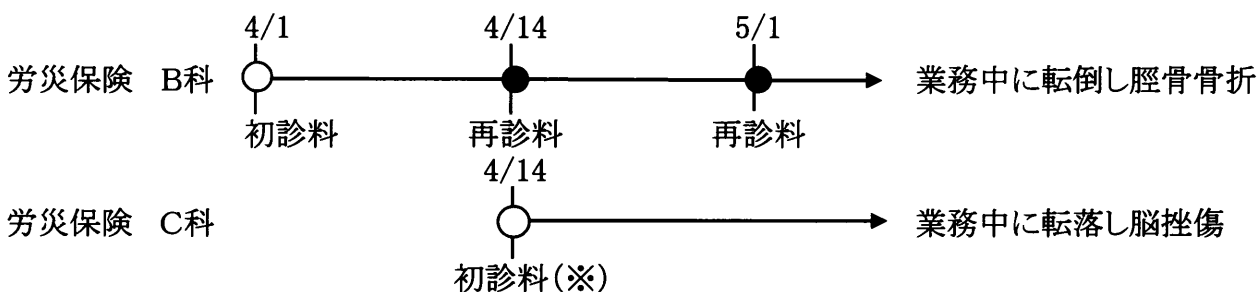 4/1 4/14 5/1
労災保険 B科 業務中に転倒し脛骨骨折
初診料 再診料 再診料
4/14
労災保険 C科 業務中に転落し脳挫傷
初診料(※)